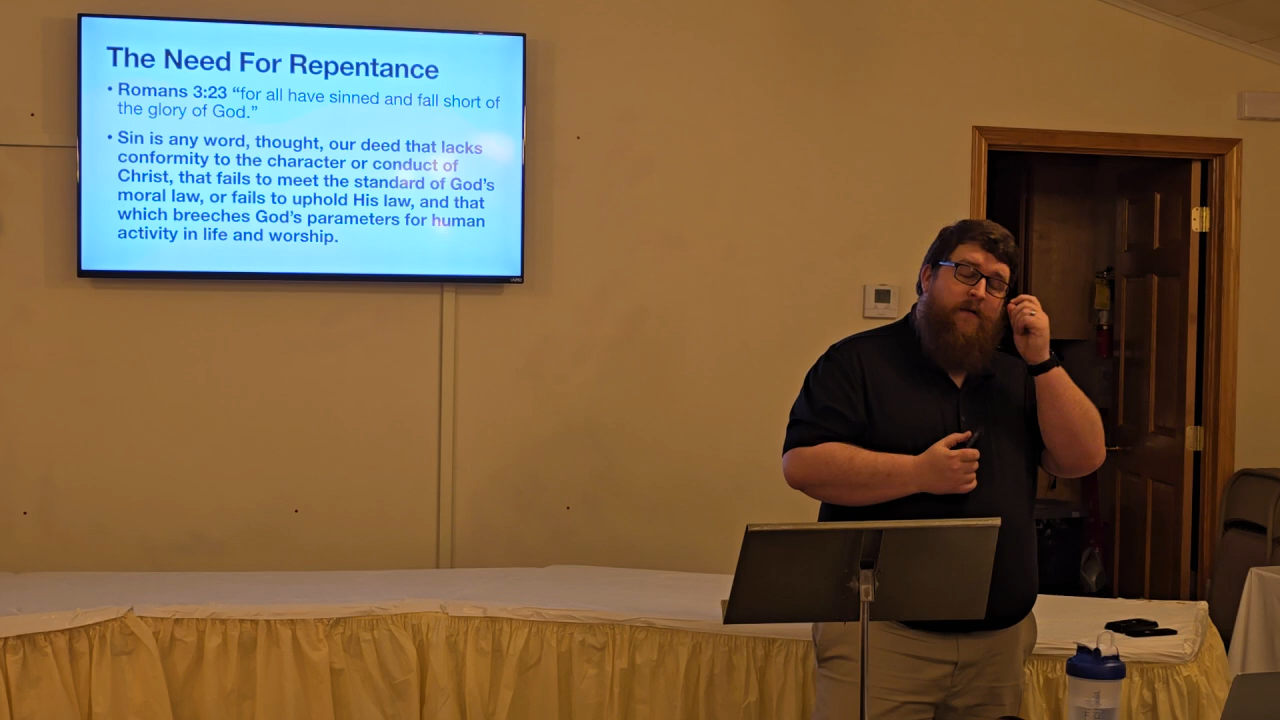 The Need For Repentance
• Romans 3:23 “for all have sinned and fall short of
the glory of God.”
• Sin is any word, thought, our deed that lacks
conformity to the character or conduct of
Christ, that fails to meet the standard of God’s
moral law, or fails to uphold His law, and that
which breeches God’s parameters for human
activity in life and worship.